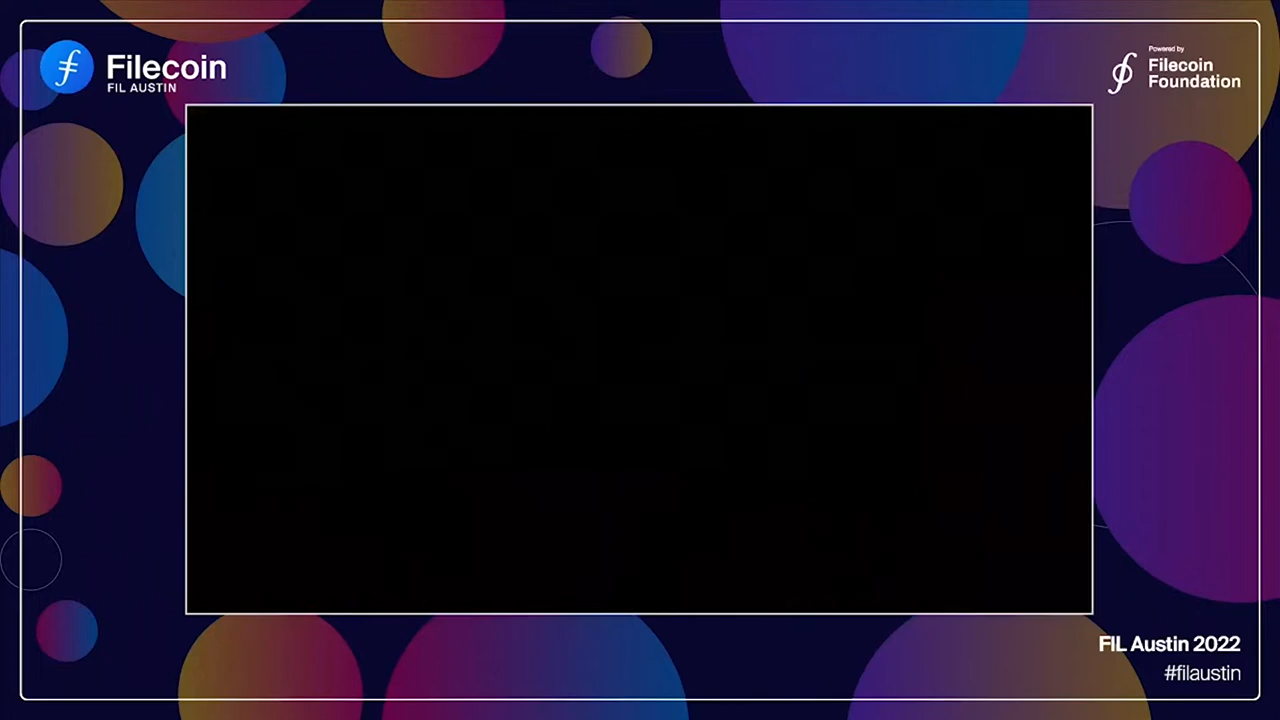 Filecoin
FIL AUSTIN
Powered by
Filecoin
Foundation
FIL Austin 2022
#filaustin